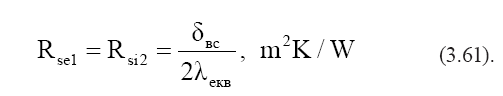 R_se1 = R_si2 = δ_вс / 2λ_екв, m²K / W (3.61).